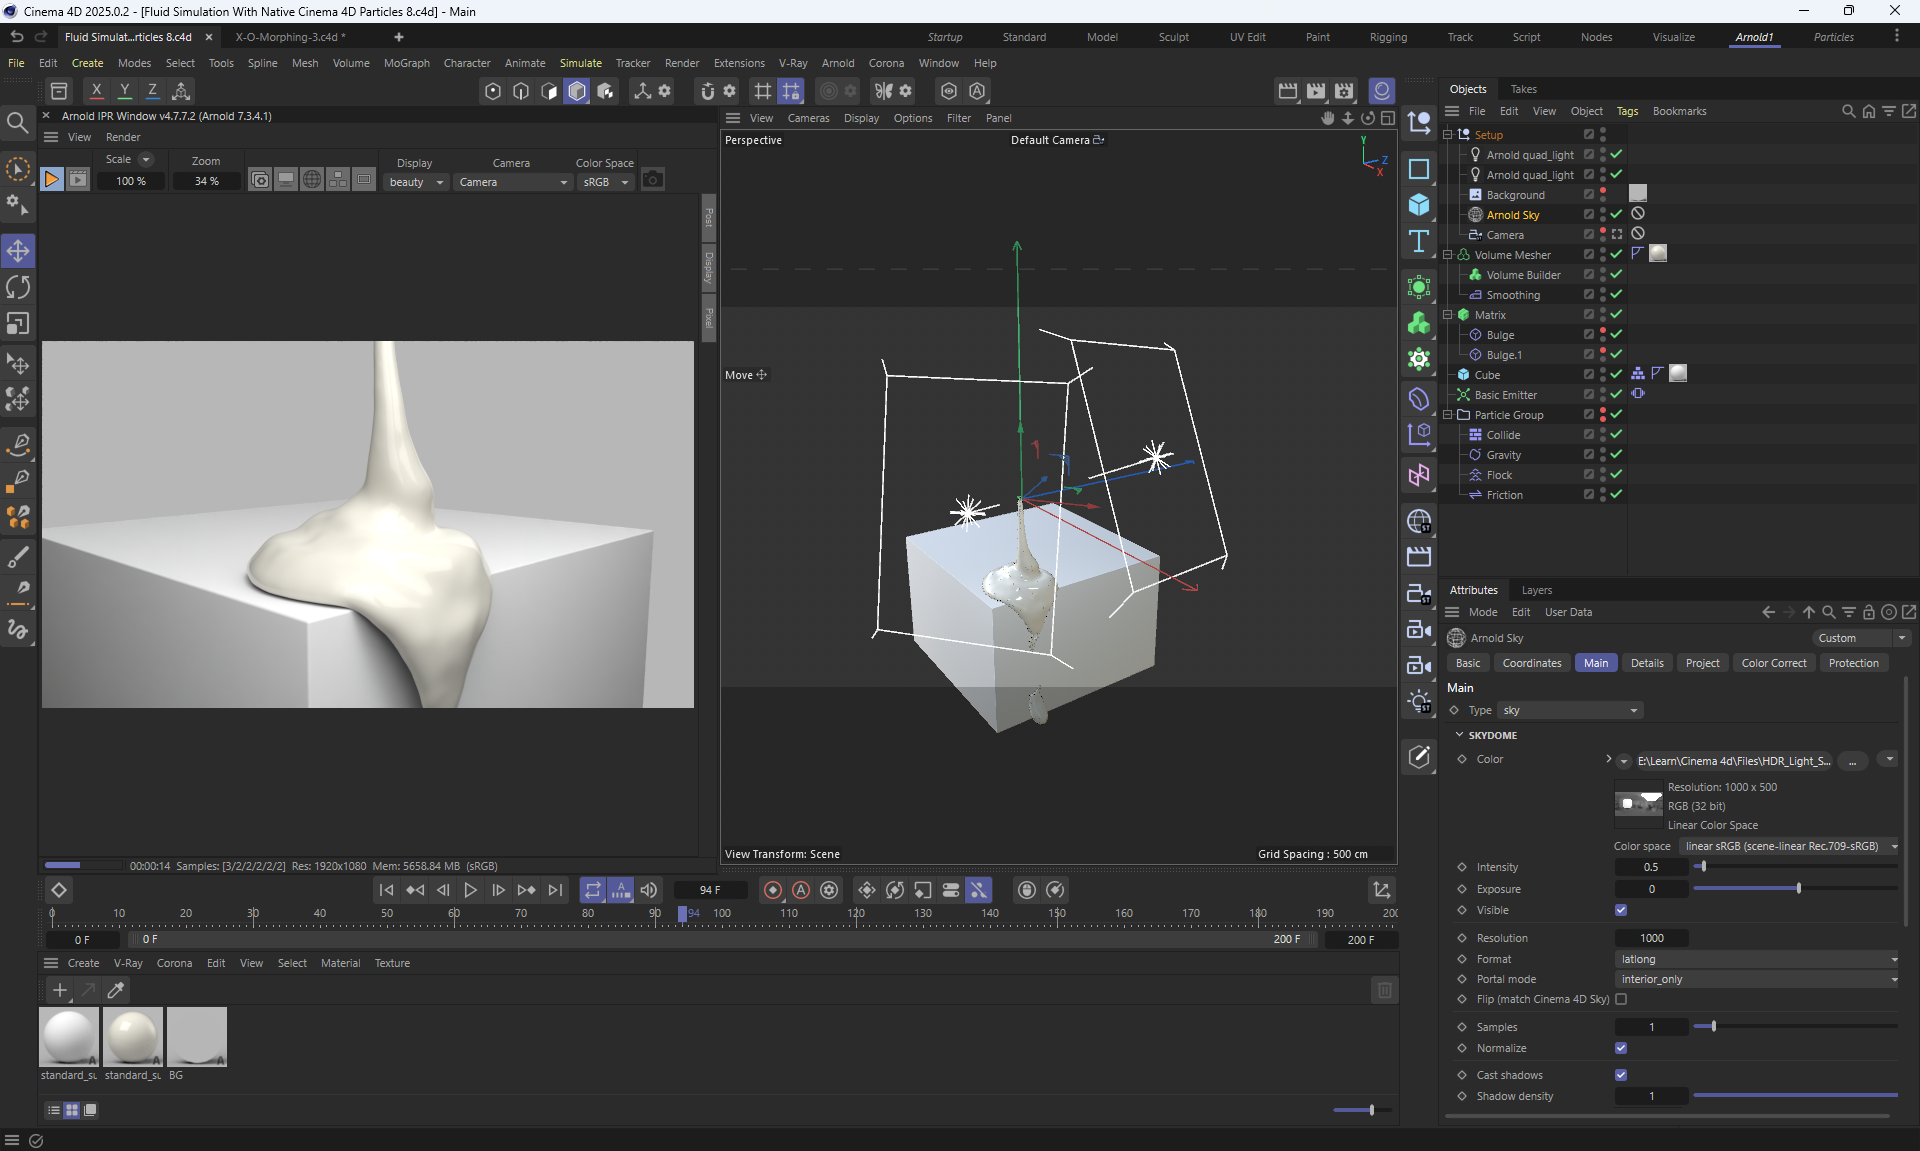 Cinema 4D 2025.0.2 - [Fluid Simulation With Native Cinema 4D Particles 8.c4d] - Main
Fluid Simulat...rticles 8.c4d
X-O-Morphing-3.c4d *
Startup Standard Model Sculpt UV Edit Paint Rigging Track Script Nodes Visualize Arnold1 Particles
File Edit Create Modes Select Tools Spline Mesh Volume MoGraph Character Animate Simulate Tracker Render Extensions V-Ray Arnold Corona Window Help
X Y Z
Arnold IPR Window v4.7.7.2 (Arnold 7.3.4.1)
View Render
Scale Zoom Display Camera Color Space
100 % 34 % beauty Camera sRGB
Post
Display
Pixel
00:00:14 Samples: [3/2/2/2/2/2] Res: 1920x1080 Mem: 5658.84 MB (sRGB)
View Cameras Display Options Filter Panel
Perspective
Default Camera
Y
Z
X
Move
View Transform: Scene
Grid Spacing : 500 cm
94 F
0 10 20 30 40 50 60 70 80 90 94 100 110 120 130 140 150 160 170 180 190 200
0 F 0 F 200 F 200 F
Create V-Ray Corona Edit View Select Material Texture
standard_su standard_su BG
Objects Takes
File Edit View Object Tags Bookmarks
Setup
Arnold quad_light
Arnold quad_light
Background
Arnold Sky
Camera
Volume Mesher
Volume Builder
Smoothing
Matrix
Bulge
Bulge.1
Cube
Basic Emitter
Particle Group
Collide
Gravity
Flock
Friction
Attributes Layers
Mode Edit User Data
Arnold Sky Custom
Basic Coordinates Main Details Project Color Correct Protection
Main
Type sky
SKYDOME
Color E:\Learn\Cinema 4d\Files\HDR_Light_S... ...
Resolution: 1000 x 500
RGB (32 bit)
Linear Color Space
Color space linear sRGB (scene-linear Rec.709-sRGB)
Intensity 0.5
Exposure 0
Visible
Resolution 1000
Format latlong
Portal mode interior_only
Flip (match Cinema 4D Sky)
Samples 1
Normalize
Cast shadows
Shadow density 1